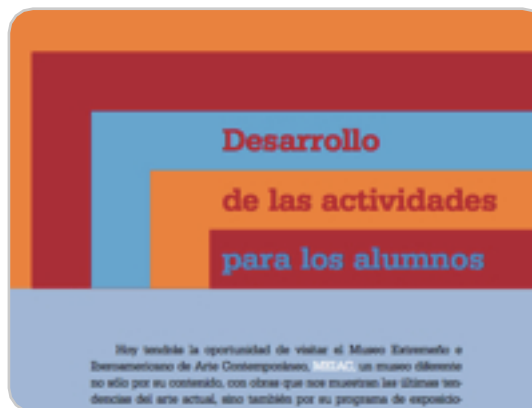 Desarrollo
de las actividades
para los alumnos
Hoy tendrás la oportunidad de visitar el Museo Extremeño e
Iberoamericano de Arte Contemporáneo, MEIAC, un museo diferente
no sólo por su contenido, con obras que nos muestran las últimas ten-
dencias del arte actual, sino también por su programa de exposicio-